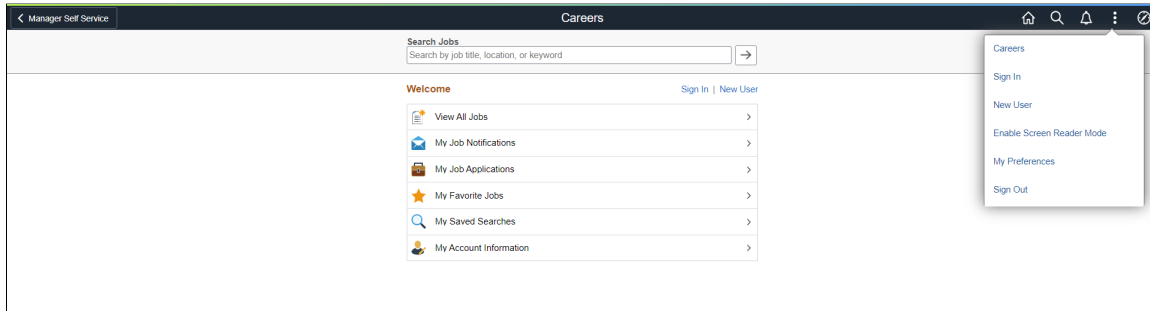 Manager Self Service
Careers
Search Jobs
Search by job title, location, or keyword
Welcome
Sign In | New User
View All Jobs
My Job Notifications
My Job Applications
My Favorite Jobs
My Saved Searches
My Account Information
Careers
Sign In
New User
Enable Screen Reader Mode
My Preferences
Sign Out